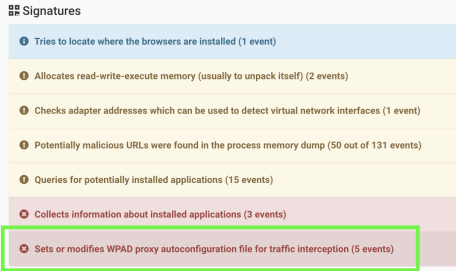 Signatures
Tries to locate where the browsers are installed (1 event)
Allocates read-write-execute memory (usually to unpack itself) (2 events)
Checks adapter addresses which can be used to detect virtual network interfaces (1 event)
Potentially malicious URLs were found in the process memory dump (50 out of 131 events)
Queries for potentially installed applications (15 events)
Collects information about installed applications (3 events)
Sets or modifies WPAD proxy autoconfiguration file for traffic interception (5 events)